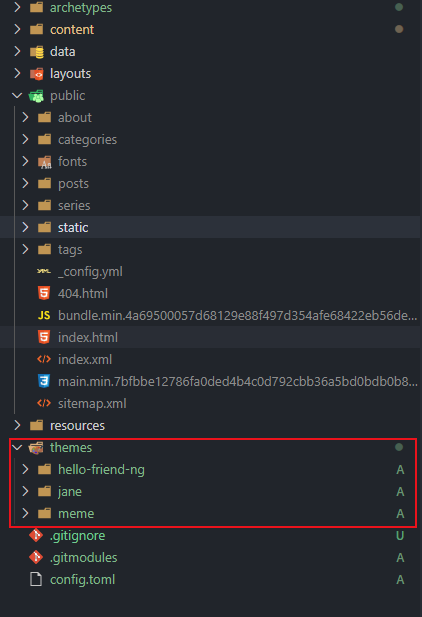 archetypes
content
data
layouts
public
about
categories
fonts
posts
series
static
tags
_config.yml
404.html
JS bundle.min.4a69500057d68129e88f497d354afe68422eb56de...
index.html
index.xml
main.min.7bfbbe12786fa0ded4b4c0d792cbb36a5bd0bdb0b8...
sitemap.xml
resources
themes
hello-friend-ng A
jane A
meme A
.gitignore U
.gitmodules A
config.toml A